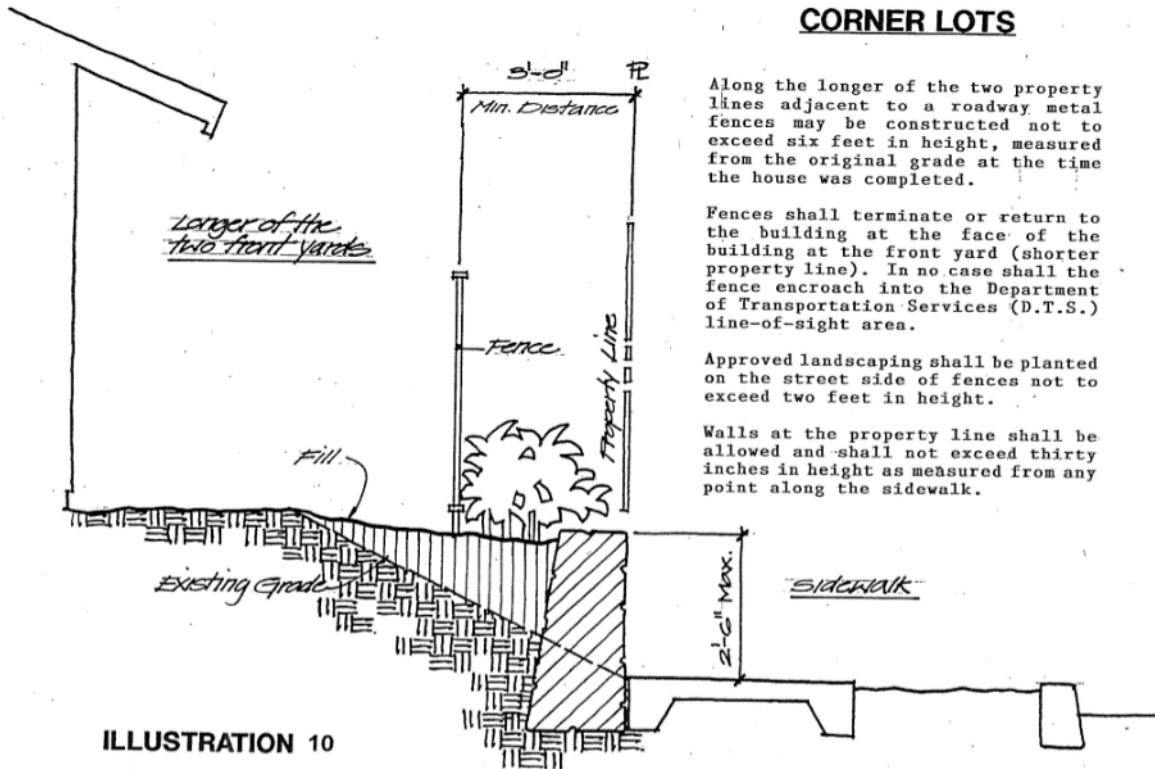 CORNER LOTS
3'-0"
PL
Min. Distance
Along the longer of the two property
lines adjacent to a roadway metal
fences may be constructed not to
exceed six feet in height, measured
from the original grade at the time
the house was completed.
Fences shall terminate or return to
the building at the face of the
building at the front yard (shorter
property line). In no case shall the
fence encroach into the Department
of Transportation Services (D.T.S.)
line-of-sight area.
Approved landscaping shall be planted
on the street side of fences not to
exceed two feet in height.
Walls at the property line shall be
allowed and shall not exceed thirty
inches in height as measured from any
point along the sidewalk.
Longer of the
two front yards
Fence
Property Line
Fill
Existing Grade
2'-6" Max.
Sidewalk
ILLUSTRATION 10